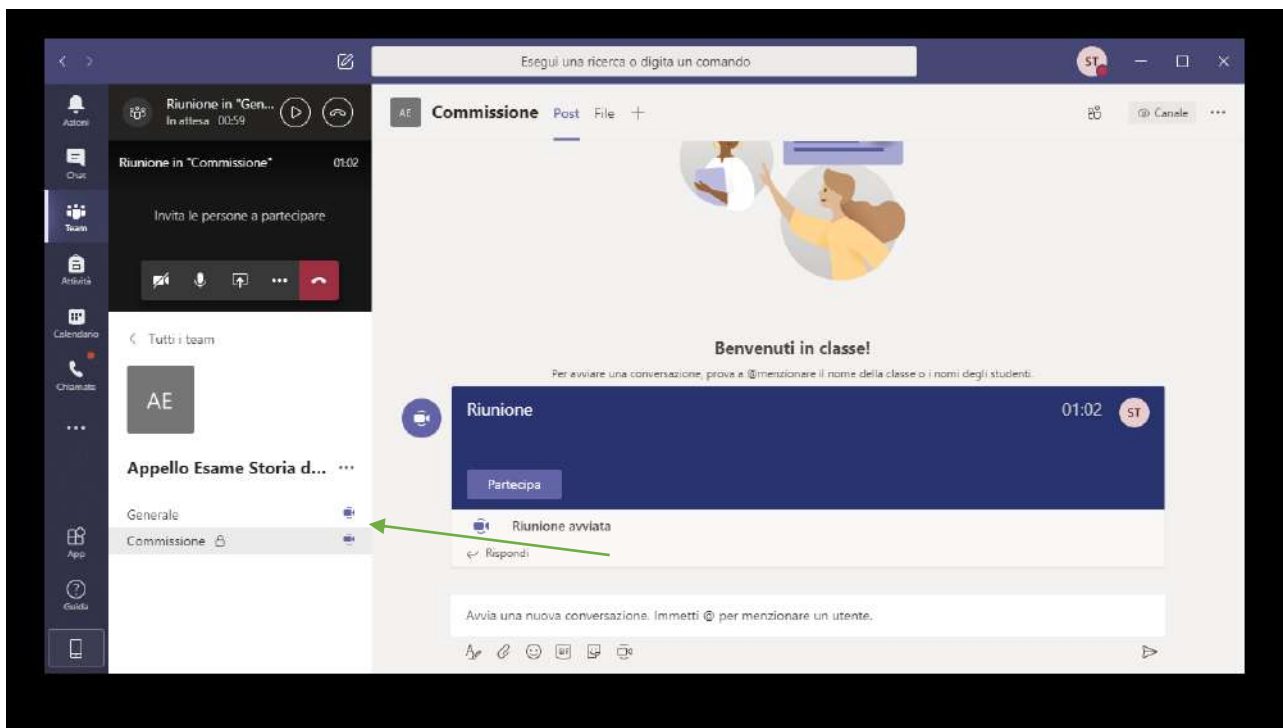 Esegui una ricerca o digita un comando
ST
Azioni
Chat
Team
Attività
Calendario
Chiamate
App
Guida
Riunione in "Gen...
In attesa 00:59
Riunione in "Commissione" 01:02
Invita le persone a partecipare
Tutti i team
AE
Appello Esame Storia d... ...
Generale
Commissione
AE Commissione Post File +
Canale ...
Benvenuti in classe!
Per avviare una conversazione, prova a @menzionare il nome della classe o i nomi degli studenti.
Riunione 01:02 ST
Partecipa
Riunione avviata
Rispondi
Avvia una nuova conversazione. Immetti @ per menzionare un utente.
GIF